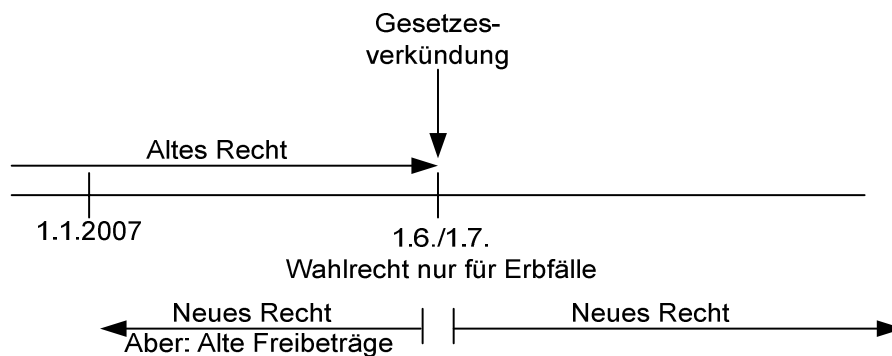 Gesetzes-
verkündung
Altes Recht
1.1.2007
1.6./1.7.
Wahlrecht nur für Erbfälle
Neues Recht
Neues Recht
Aber: Alte Freibeträge